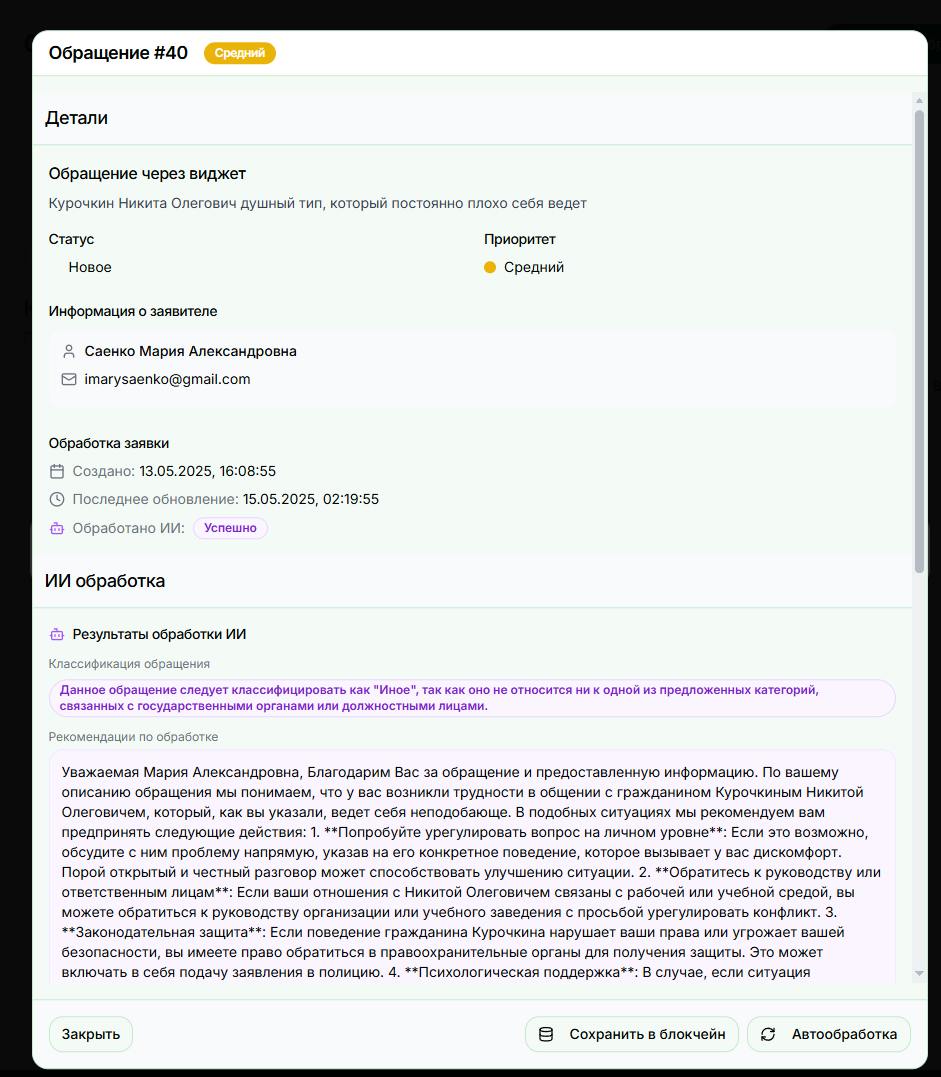 Обращение #40
Средний
Детали
Обращение через виджет
Курочкин Никита Олегович душный тип, который постоянно плохо себя ведет
Статус
Приоритет
Новое
Средний
Информация о заявителе
Саенко Мария Александровна
imarysaenko@gmail.com
Обработка заявки
Создано: 13.05.2025, 16:08:55
Последнее обновление: 15.05.2025, 02:19:55
Обработано ИИ: Успешно
ИИ обработка
Результаты обработки ИИ
Классификация обращения
Данное обращение следует классифицировать как "Иное", так как оно не относится ни к одной из предложенных категорий,
связанных с государственными органами или должностными лицами.
Рекомендации по обработке
Уважаемая Мария Александровна, Благодарим Вас за обращение и предоставленную информацию. По вашему
описанию обращения мы понимаем, что у вас возникли трудности в общении с гражданином Курочкиным Никитой
Олеговичем, который, как вы указали, ведет себя неподобающе. В подобных ситуациях мы рекомендуем вам
предпринять следующие действия: 1. **Попробуйте урегулировать вопрос на личном уровне**: Если это возможно,
обсудите с ним проблему напрямую, указав на его конкретное поведение, которое вызывает у вас дискомфорт.
Порой открытый и честный разговор может способствовать улучшению ситуации. 2. **Обратитесь к руководству или
ответственным лицам**: Если ваши отношения с Никитой Олеговичем связаны с рабочей или учебной средой, вы
можете обратиться к руководству организации или учебного заведения с просьбой урегулировать конфликт. 3.
**Законодательная защита**: Если поведение гражданина Курочкина нарушает ваши права или угрожает вашей
безопасности, вы имеете право обратиться в правоохранительные органы для получения защиты. Это может
включать в себя подачу заявления в полицию. 4. **Психологическая поддержка**: В случае, если ситуация
Закрыть
Сохранить в блокчейн
Автообработка